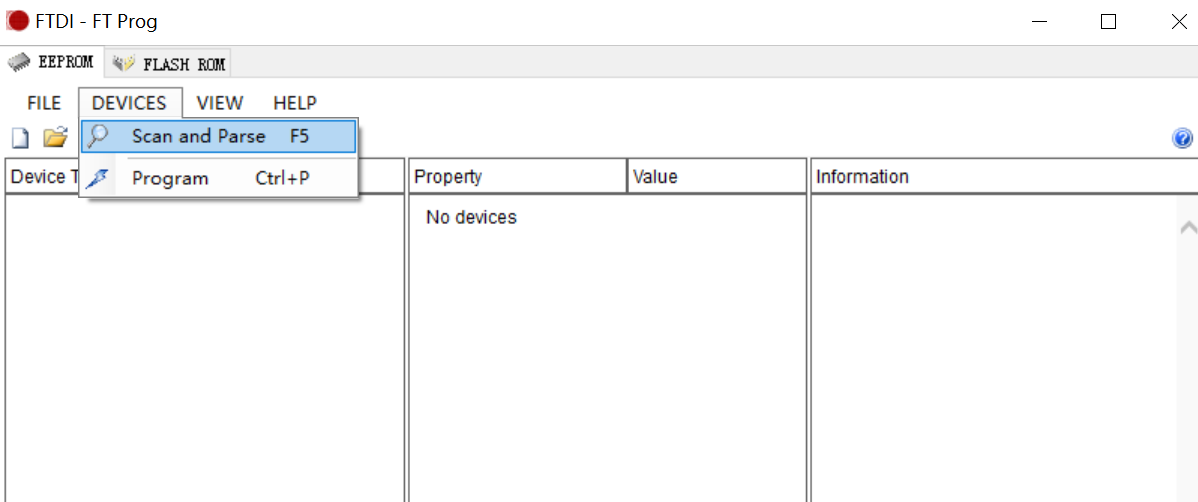 FTDI - FT Prog
EEPROM FLASH ROM
FILE DEVICES VIEW HELP
Scan and Parse F5
Device T Property Value Information
Program Ctrl+P
No devices